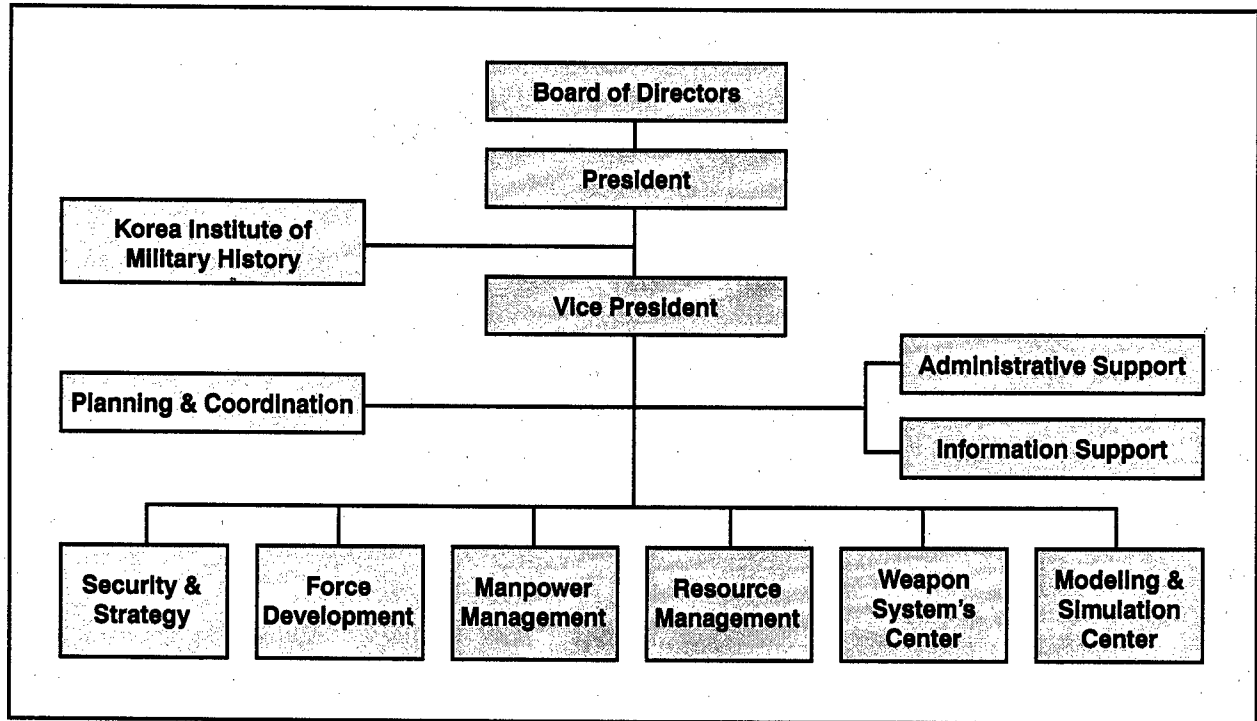 Board of Directors
President
Korea Institute of
Military History
Vice President
Administrative Support
Planning & Coordination
Information Support
Security &
Strategy
Force
Development
Manpower
Management
Resource
Management
Weapon
System's
Center
Modeling &
Simulation
Center